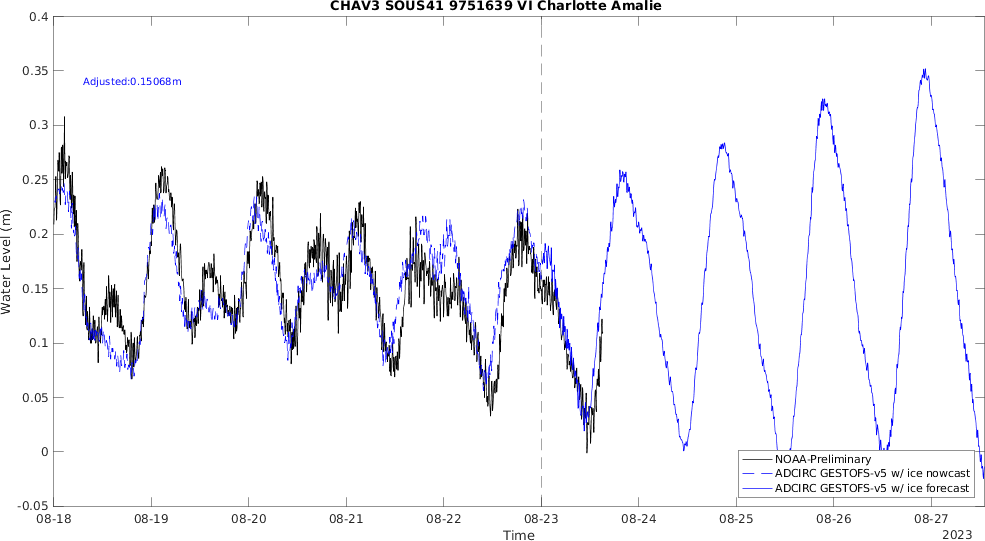 CHAV3 SOUS41 9751639 VI Charlotte Amalie
0.4
0.35
0.3
0.25
0.2
0.15
0.1
0.05
0
-0.05
Water Level (m)
Adjusted:0.15068m
NOAA-Preliminary
ADCIRC GESTOFS-v5 w/ ice nowcast
ADCIRC GESTOFS-v5 w/ ice forecast
08-18 08-19 08-20 08-21 08-22 08-23 08-24 08-25 08-26 08-27
Time
2023